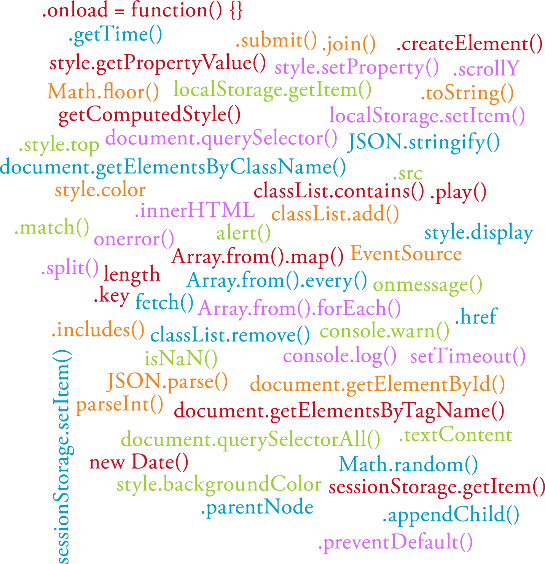 .onload = function() {}
.getTime()
.submit() .join() .createElement()
style.getPropertyValue() style.setProperty() .scrollY
Math.floor() localStorage.getItem() .toString()
getComputedStyle() localStorage.setItem()
.style.top document.querySelector() JSON.stringify()
document.getElementsByClassName() .src
style.color classList.contains() .play()
.innerHTML classList.add()
.match() onerror() alert() style.display
Array.from().map() EventSource
.split() length Array.from().every() onmessage()
.key fetch() Array.from().forEach() .href
.includes() classList.remove() console.warn()
isNaN() console.log() setTimeout()
sessionStorage.setItem()
JSON.parse() document.getElementById()
parseInt() document.getElementsByTagName()
document.querySelectorAll() .textContent
new Date() Math.random()
style.backgroundColor sessionStorage.getItem()
.parentNode .appendChild()
.preventDefault()